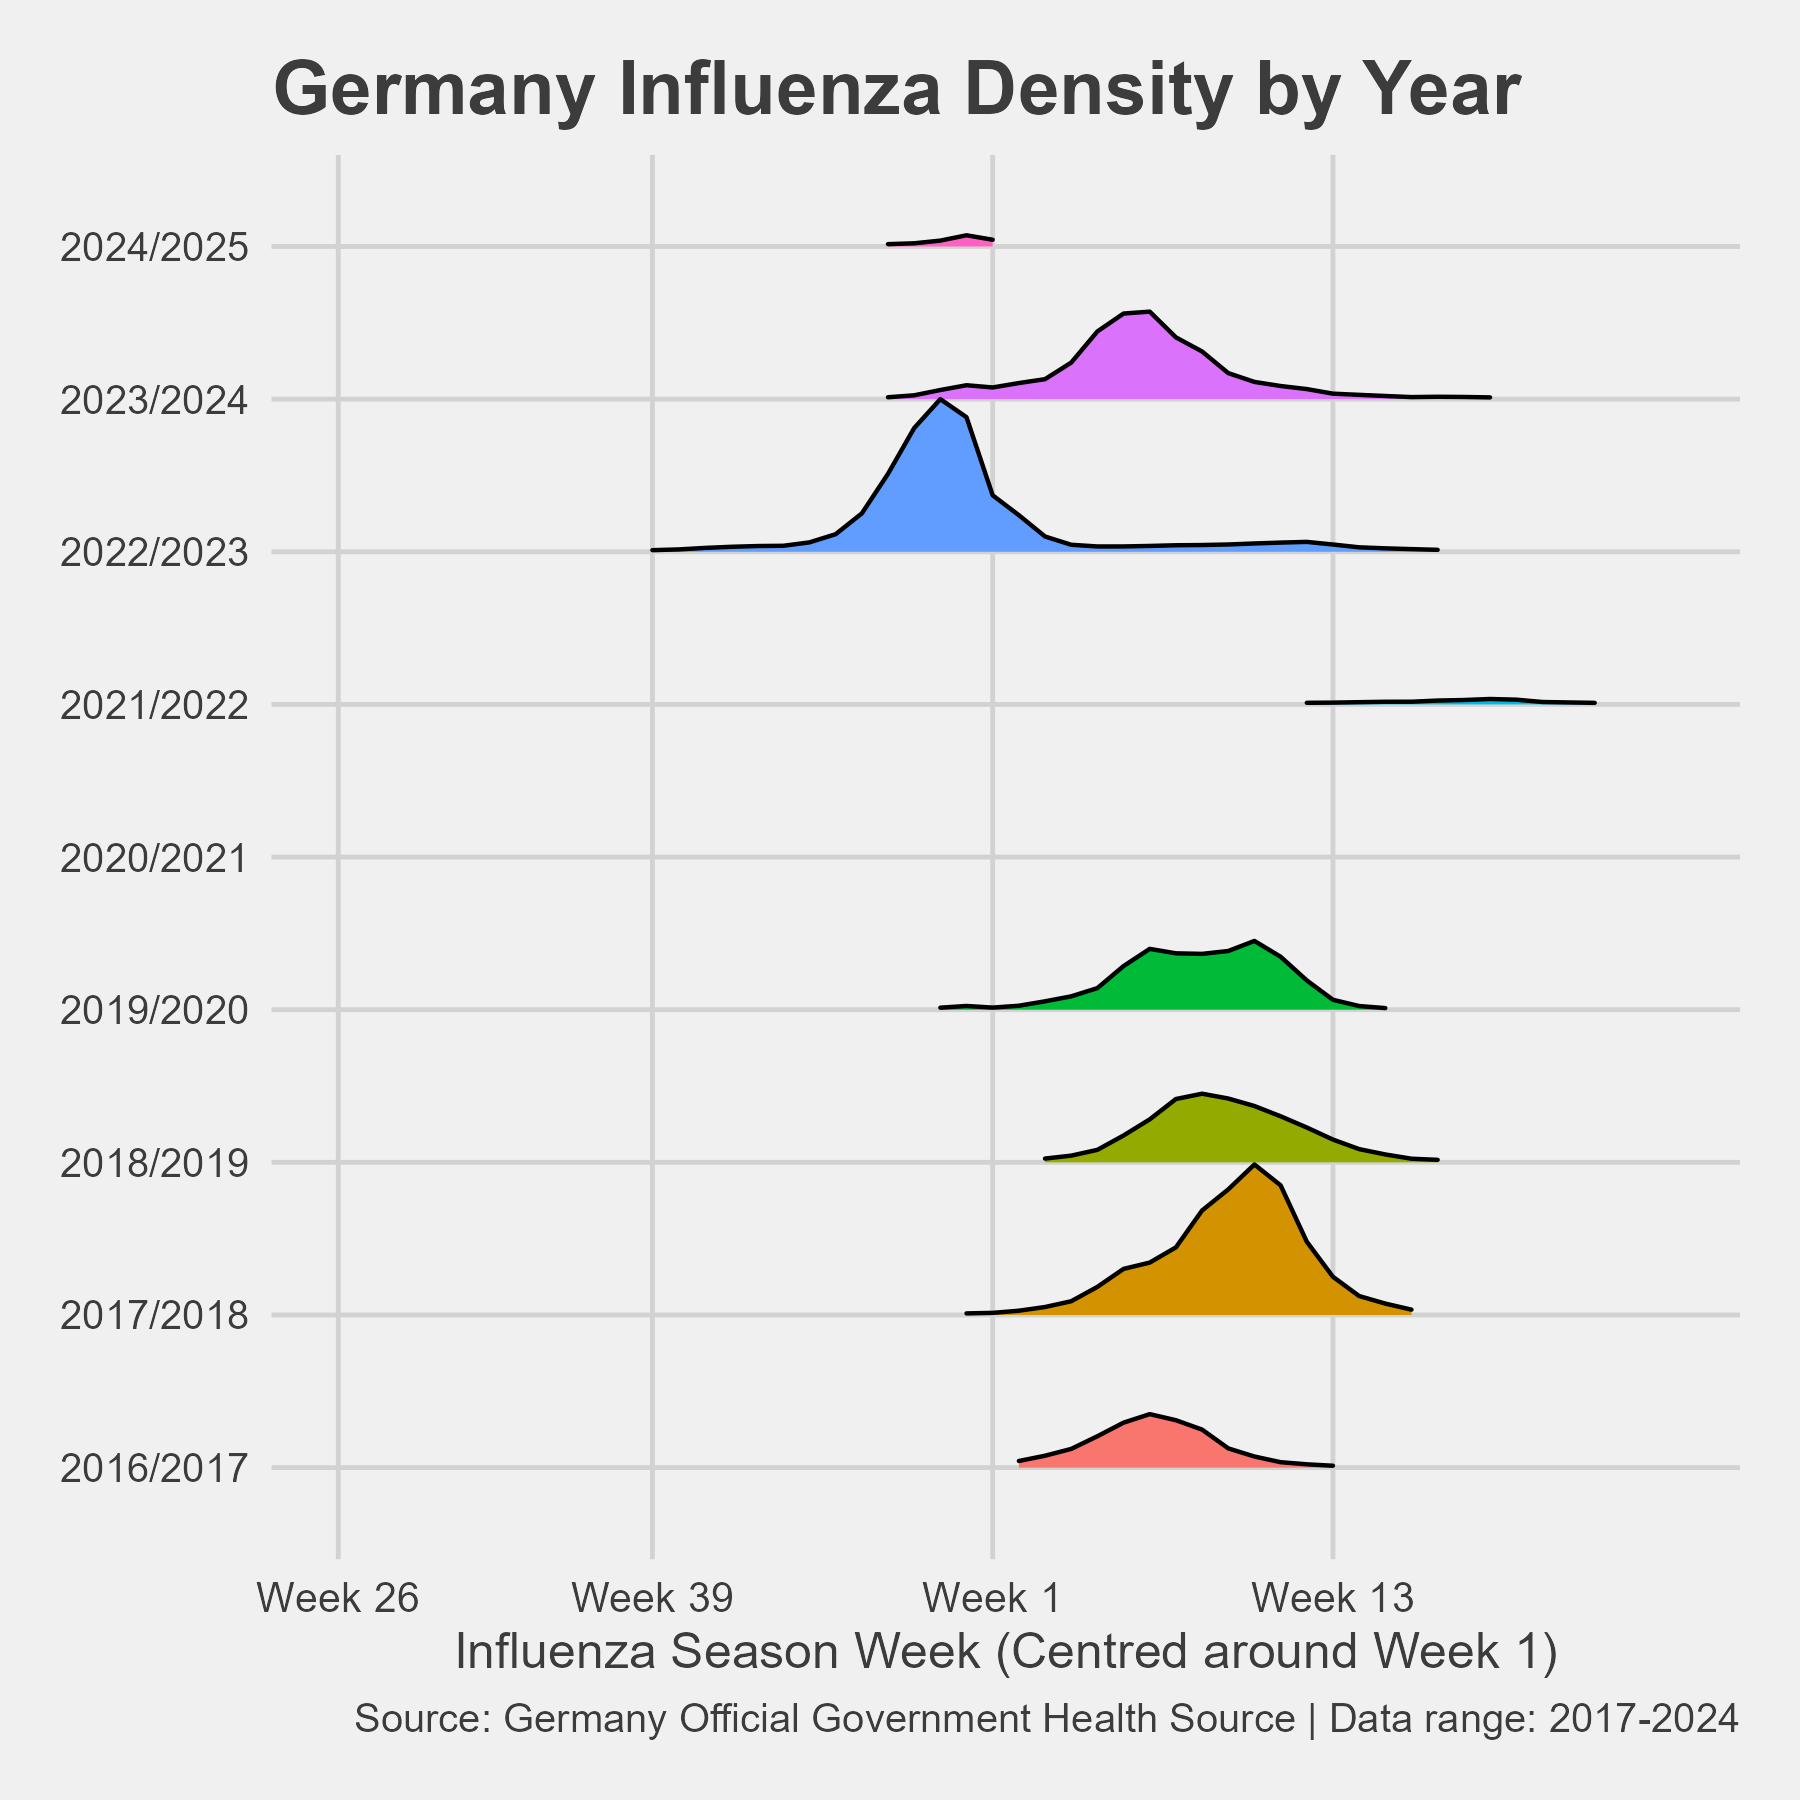 Germany Influenza Density by Year
2024/2025
2023/2024
2022/2023
2021/2022
2020/2021
2019/2020
2018/2019
2017/2018
2016/2017
Week 26 Week 39 Week 1 Week 13
Influenza Season Week (Centred around Week 1)
Source: Germany Official Government Health Source | Data range: 2017-2024